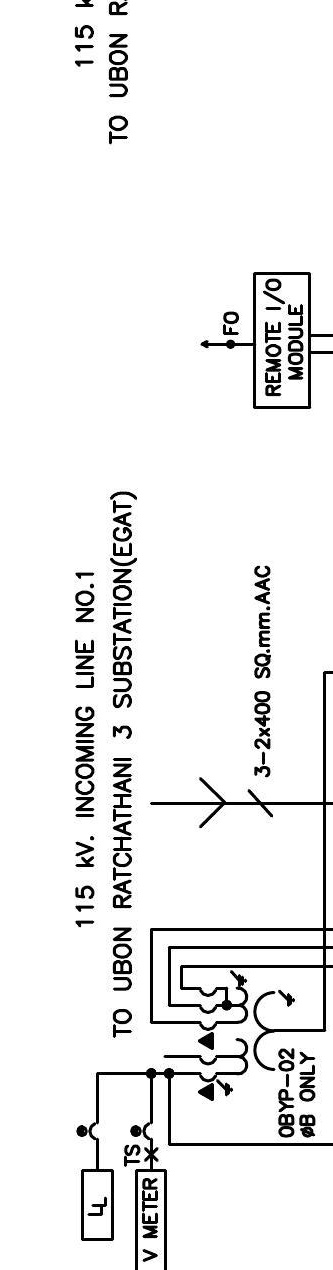 115 k
TO UBON R
FO
REMOTE I/O
MODULE
115 kV. INCOMING LINE NO.1
TO UBON RATCHATHANI 3 SUBSTATION(EGAT)
3-2x400 SQ.mm.AAC
0BYP-02
ØB ONLY
TS
V METER